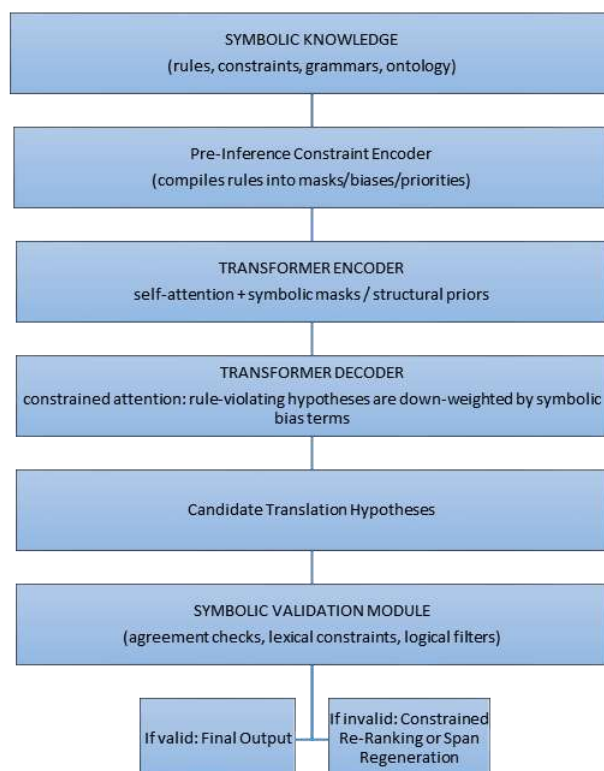 SYMBOLIC KNOWLEDGE
(rules, constraints, grammars, ontology)
Pre-Inference Constraint Encoder
(compiles rules into masks/biases/priorities)
TRANSFORMER ENCODER
self-attention + symbolic masks / structural priors
TRANSFORMER DECODER
constrained attention: rule-violating hypotheses are down-weighted by symbolic
bias terms
Candidate Translation Hypotheses
SYMBOLIC VALIDATION MODULE
(agreement checks, lexical constraints, logical filters)
If valid: Final Output
If invalid: Constrained
Re-Ranking or Span
Regeneration